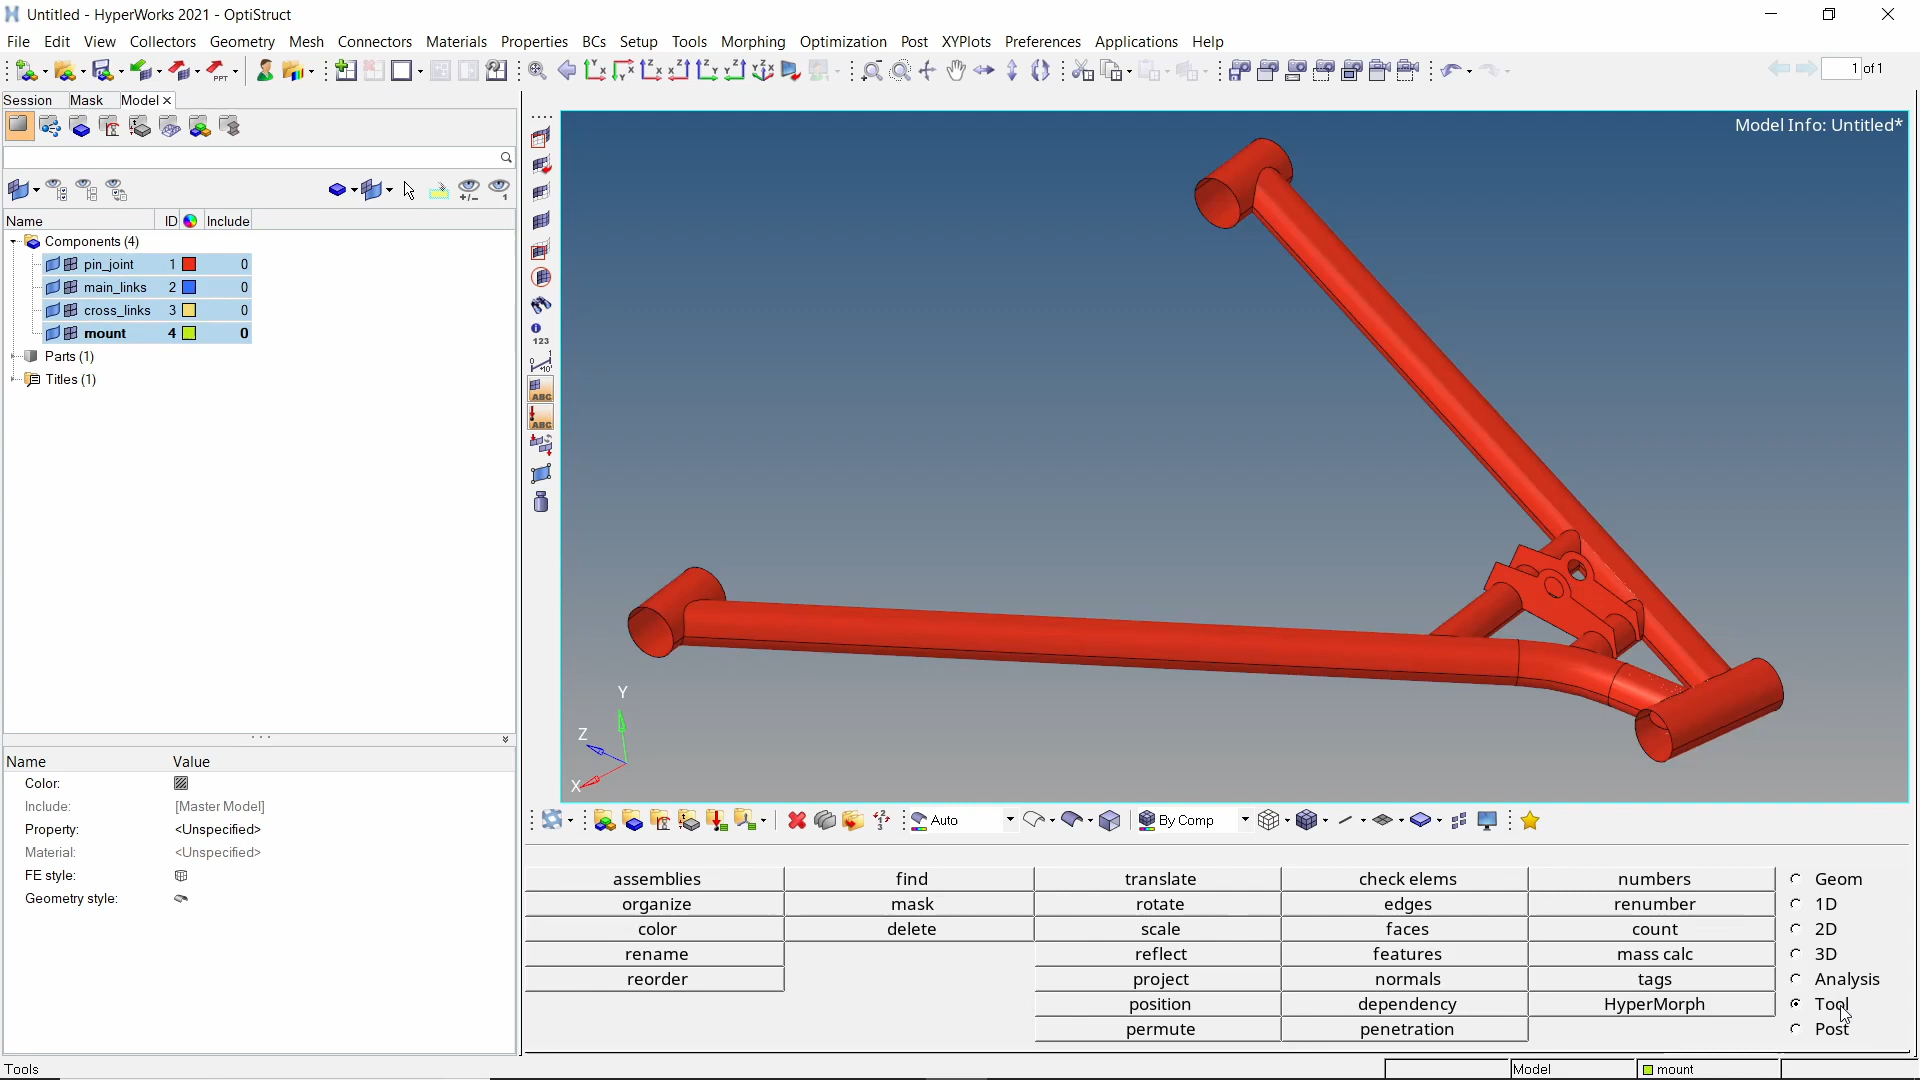 Untitled - HyperWorks 2021 - OptiStruct
File Edit View Collectors Geometry Mesh Connectors Materials Properties BCs Setup Tools Morphing Optimization Post XYPlots Preferences Applications Help
1 of 1
Session Mask Model
Model Info: Untitled*
Name ID Include
Components (4)
pin_joint 1 0
main_links 2 0
cross_links 3 0
mount 4 0
Parts (1)
Titles (1)
123
ABC
ABC
Y
Z
X
Name Value
Color:
Include: [Master Model]
Property: <Unspecified>
Material: <Unspecified>
FE style:
Geometry style:
Auto By Comp
assemblies find translate check elems numbers Geom
organize mask rotate edges renumber 1D
color delete scale faces count 2D
rename reflect features mass calc 3D
reorder project normals tags Analysis
position dependency HyperMorph Tool
permute penetration Post
Tools Model mount